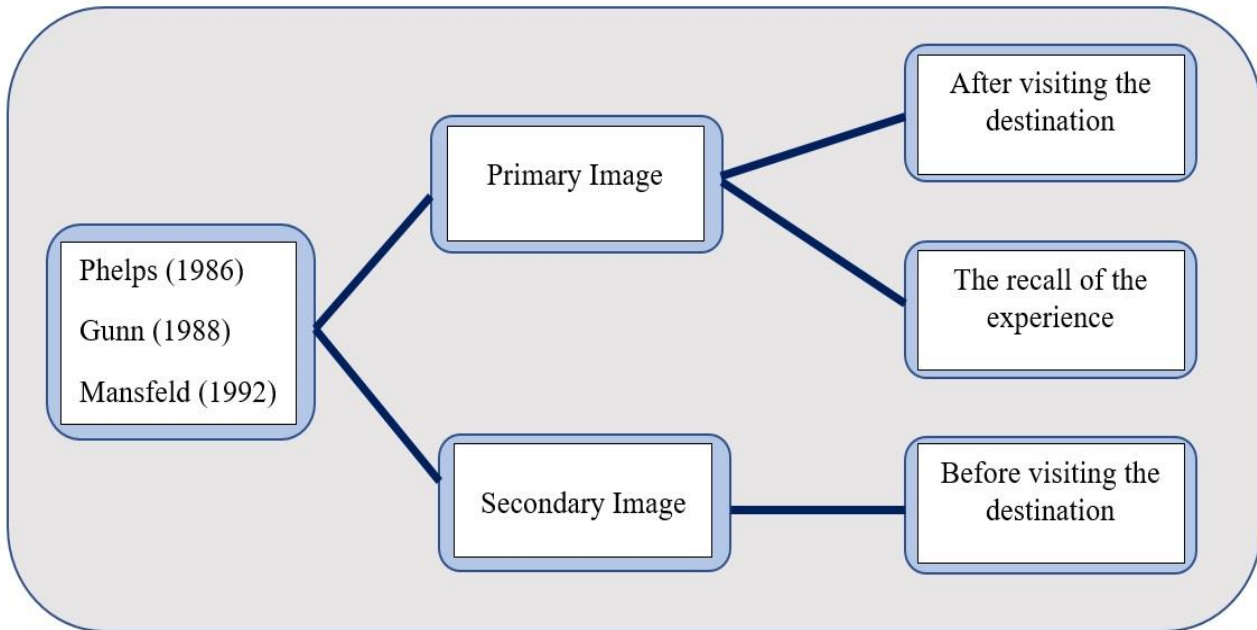 Phelps (1986)
Gunn (1988)
Mansfeld (1992)
Primary Image
Secondary Image
After visiting the
destination
The recall of the
experience
Before visiting the
destination